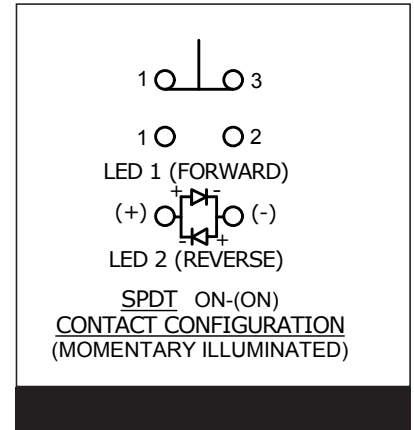 1 3
1 2
LED 1 (FORWARD)
+ -
(+) (-)
- +
LED 2 (REVERSE)
SPDT ON-(ON)
CONTACT CONFIGURATION
(MOMENTARY ILLUMINATED)